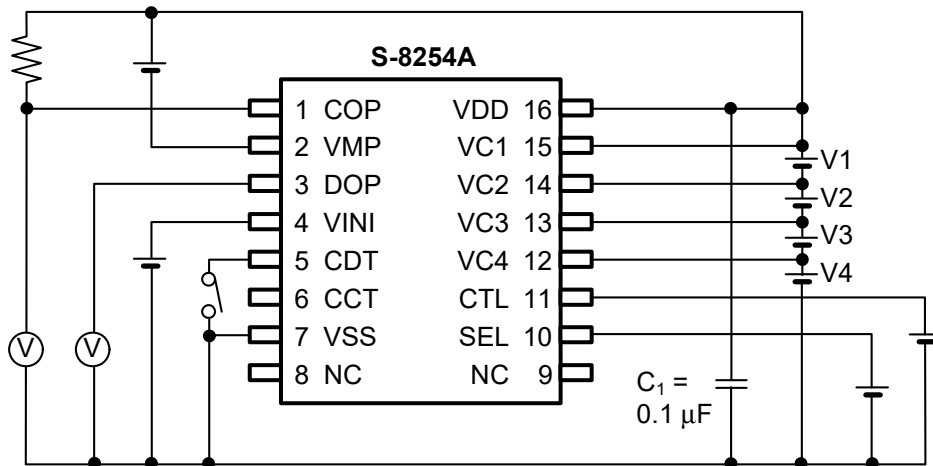 S-8254A
1 COP VDD 16
2 VMP VC1 15
3 DOP VC2 14
4 VINI VC3 13
5 CDT VC4 12
6 CCT CTL 11
7 VSS SEL 10
8 NC NC 9
V1
V2
V3
V4
V
V
C₁ =
0.1 μF